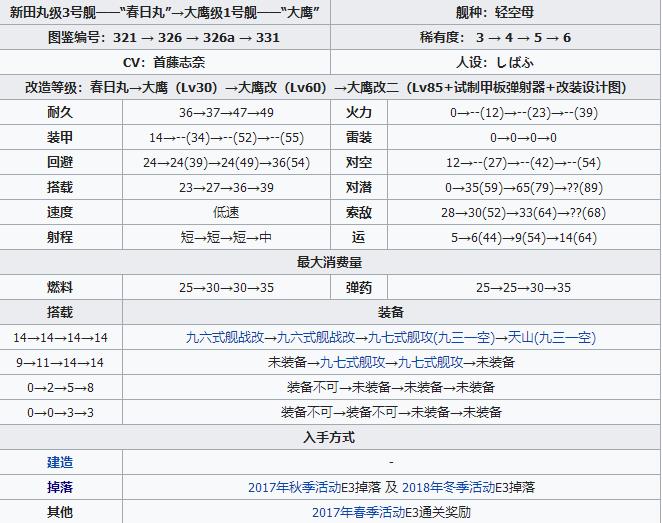 新田丸级3号舰——“春日丸”→大鹰级1号舰——“大鹰” 舰种：轻空母
图鉴编号：321 → 326 → 326a → 331 稀有度： 3 → 4 → 5 → 6
CV：首藤志奈 人设：しばふ
改造等级：春日丸→大鹰（Lv30）→大鹰改（Lv60）→大鹰改二（Lv85+试制甲板弹射器+改装设计图）
耐久 36→37→47→49 火力 0→--(12)→--(23)→--(39)
装甲 14→--(34)→--(52)→--(55) 雷装 0→0→0→0
回避 24→24(39)→24(49)→36(54) 对空 12→--(27)→--(42)→--(54)
搭载 23→27→36→39 对潜 0→35(59)→65(79)→??(89)
速度 低速 索敌 28→30(52)→33(64)→??(68)
射程 短→短→短→中 运 5→6(44)→9(54)→14(64)
最大消费量
燃料 25→30→30→35 弹药 25→25→30→35
搭载 装备
14→14→14→14 九六式舰战改→九六式舰战改→九七式舰攻(九三一空)→天山(九三一空)
9→11→14→14 未装备→九七式舰攻→九七式舰攻→未装备
0→2→5→8 装备不可→未装备→未装备→未装备
0→0→3→3 装备不可→装备不可→未装备→未装备
入手方式
建造 -
掉落 2017年秋季活动E3掉落 及 2018年冬季活动E3掉落
其他 2017年春季活动E3通关奖励